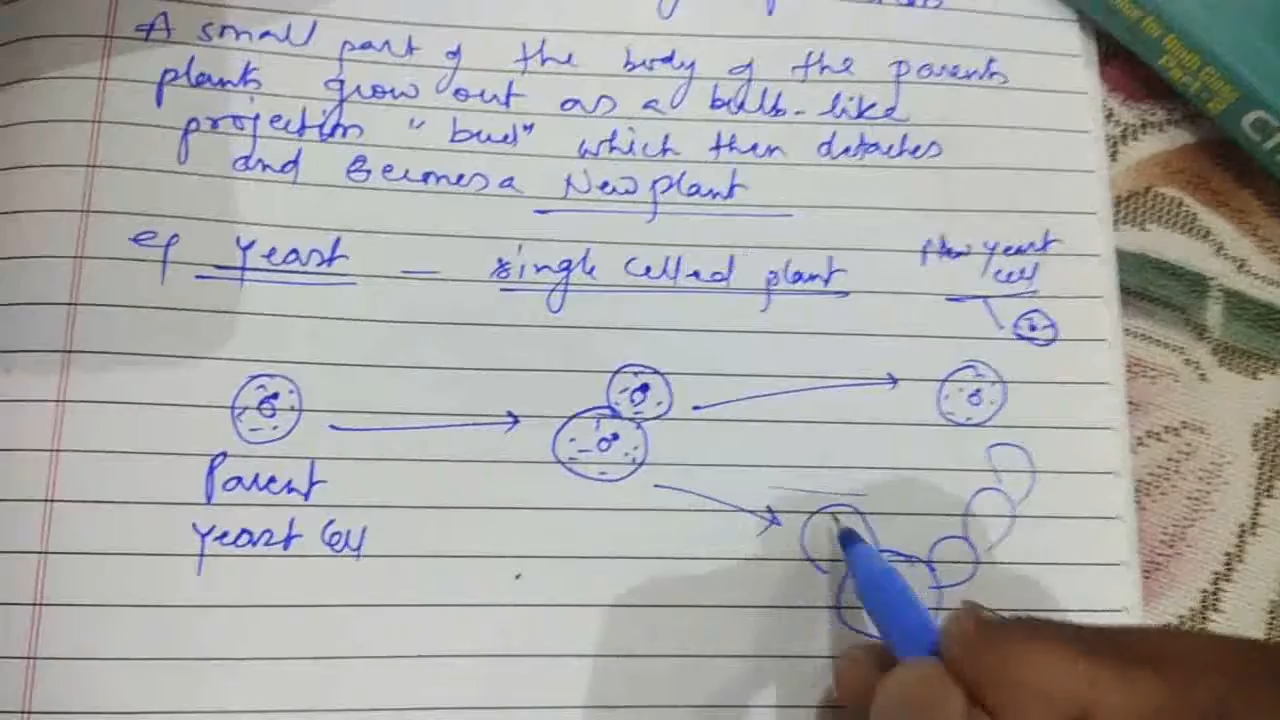 A small part of the body of the parents
plants grow out as a bulb-like
projection "bud" which then detaches
and Becomes a New plant
eg Yeast — single celled plant
New yeast
cell
Parent
Yeast Cell